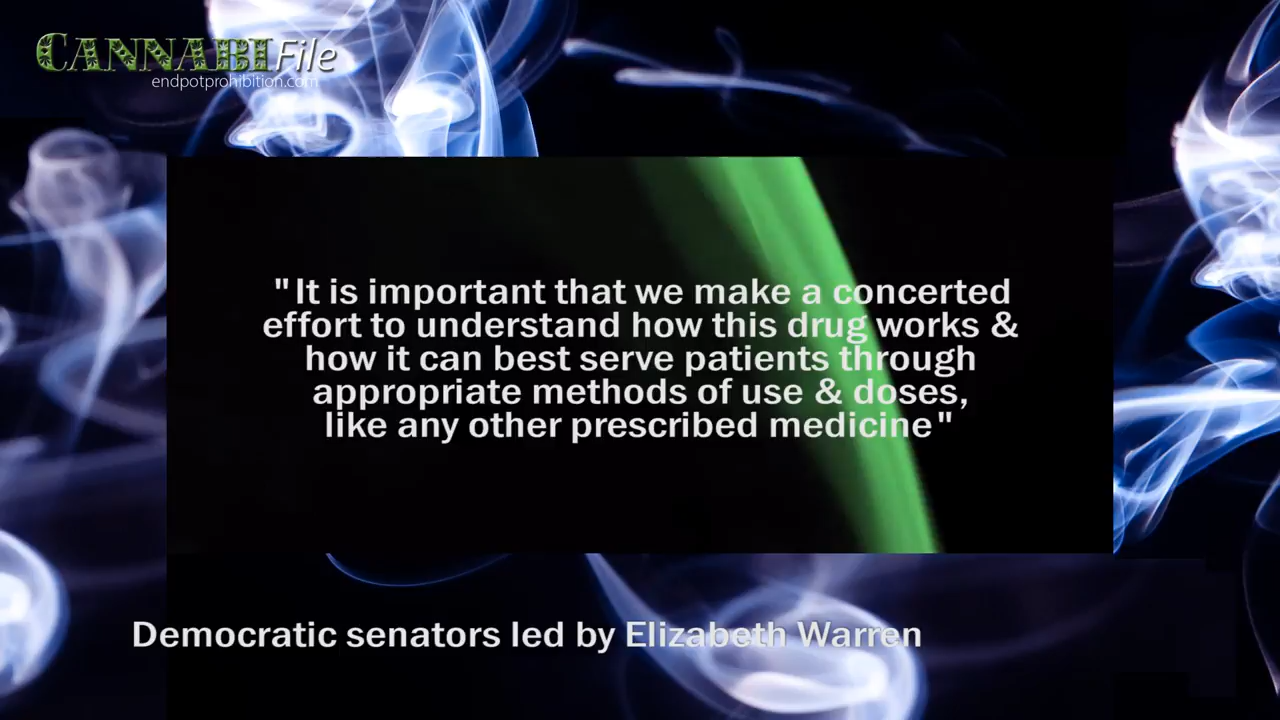 CANNABI File
endpotprohibition.com
"It is important that we make a concerted
effort to understand how this drug works &
how it can best serve patients through
appropriate methods of use & doses,
like any other prescribed medicine"
Democratic senators led by Elizabeth Warren